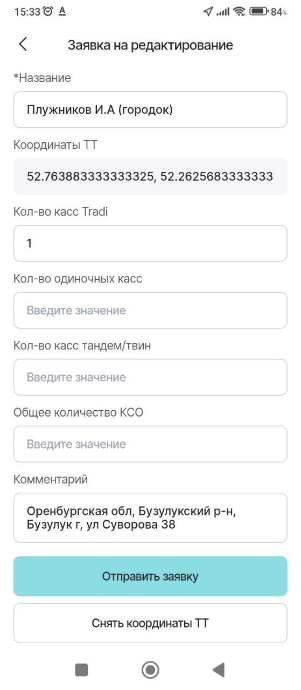 15:33
84%
Заявка на редактирование
*Название
Плужников И.А (городок)
Координаты ТТ
52.763883333333325, 52.2625683333333
Кол-во касс Tradi
1
Кол-во одиночных касс
Введите значение
Кол-во касс тандем/твин
Введите значение
Общее количество КСО
Введите значение
Комментарий
Оренбургская обл, Бузулукский р-н,
Бузулук г, ул Суворова 38
Отправить заявку
Снять координаты ТТ